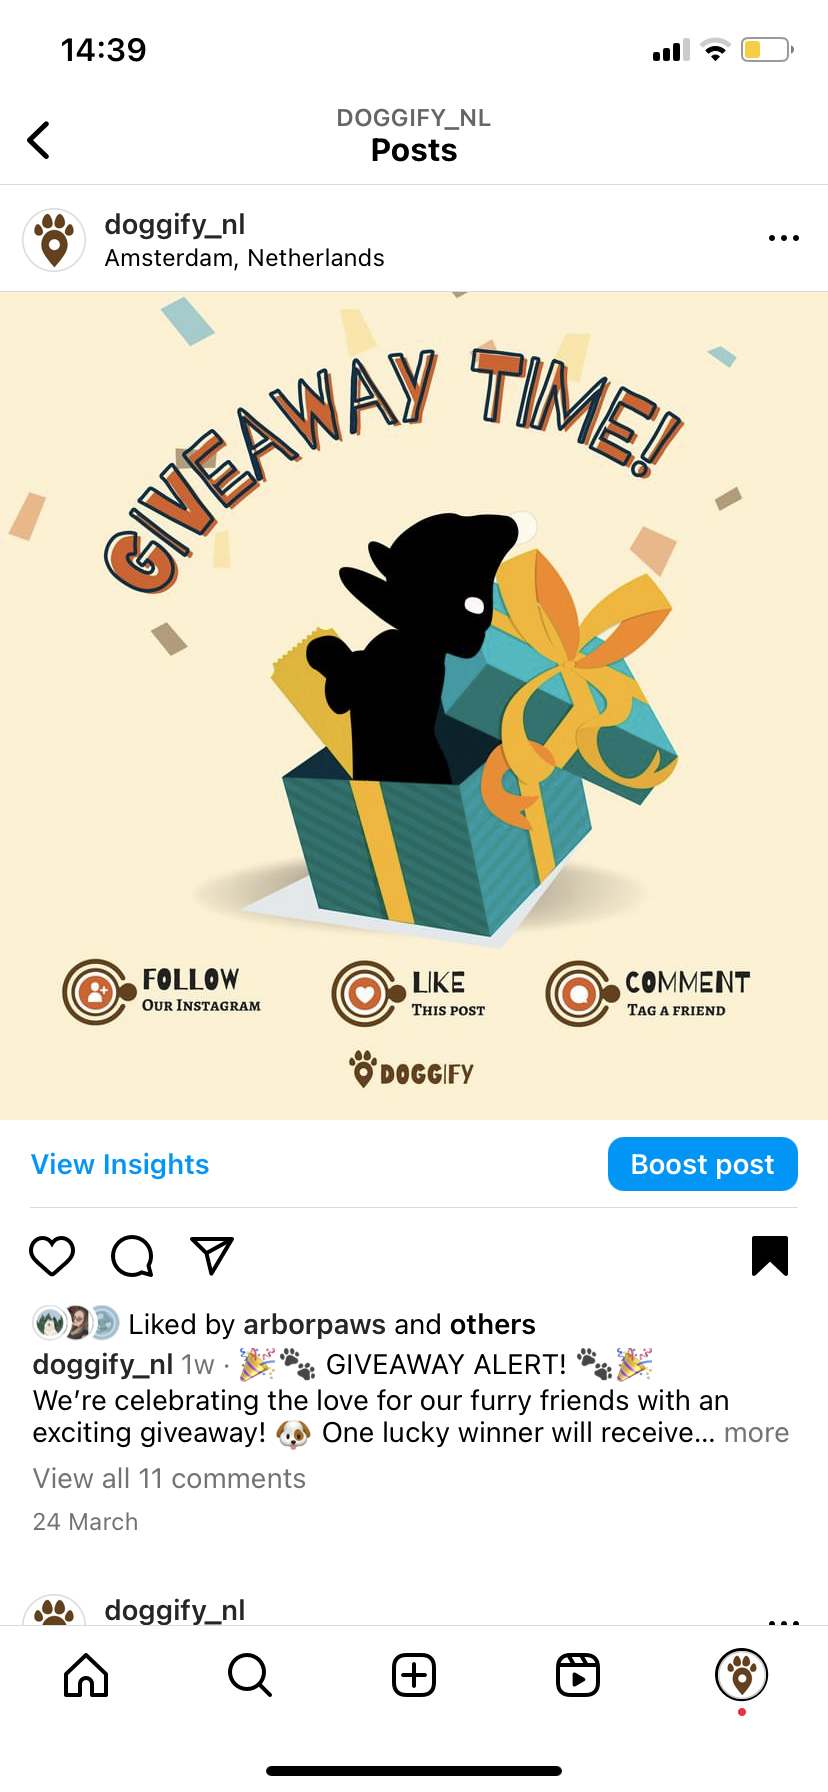 14:39
DOGGIFY_NL
Posts
doggify_nl
Amsterdam, Netherlands
GIVEAWAY TIME!
FOLLOW
OUR INSTAGRAM
LIKE
THIS POST
COMMENT
TAG A FRIEND
DOGGIFY
View Insights
Boost post
Liked by arborpaws and others
doggify_nl 1w · 🎉🐾 GIVEAWAY ALERT! 🐾🎉
We’re celebrating the love for our furry friends with an
exciting giveaway! 🐶 One lucky winner will receive... more
View all 11 comments
24 March
doggify_nl